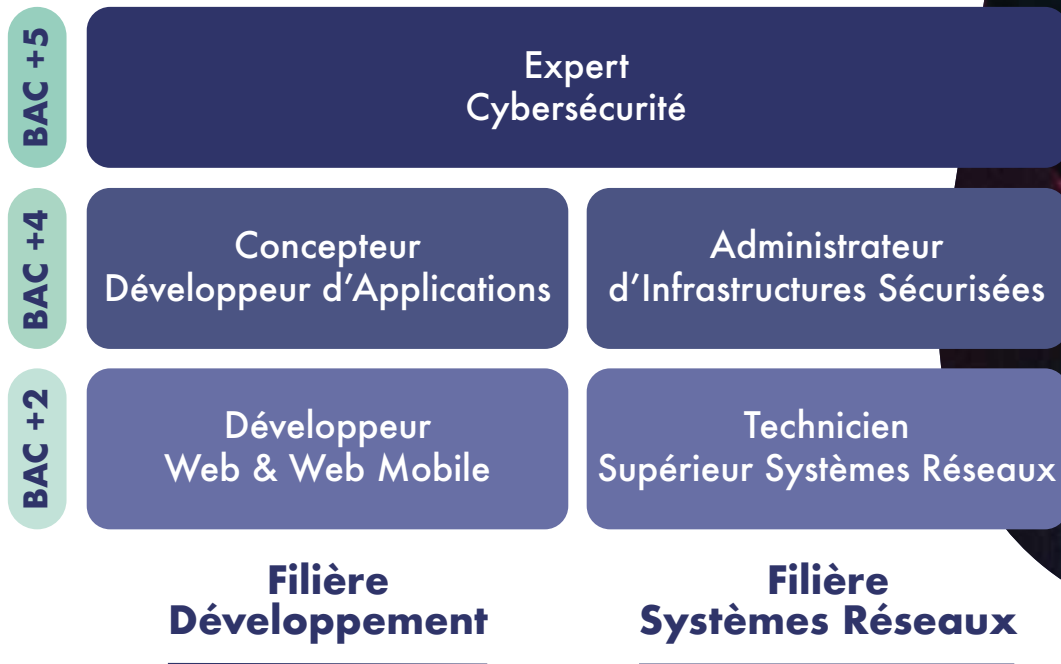 BAC +5
Expert
Cybersécurité
BAC +4
Concepteur
Développeur d’Applications
Administrateur
d’Infrastructures Sécurisées
BAC +2
Développeur
Web & Web Mobile
Technicien
Supérieur Systèmes Réseaux
Filière
Développement
Filière
Systèmes Réseaux